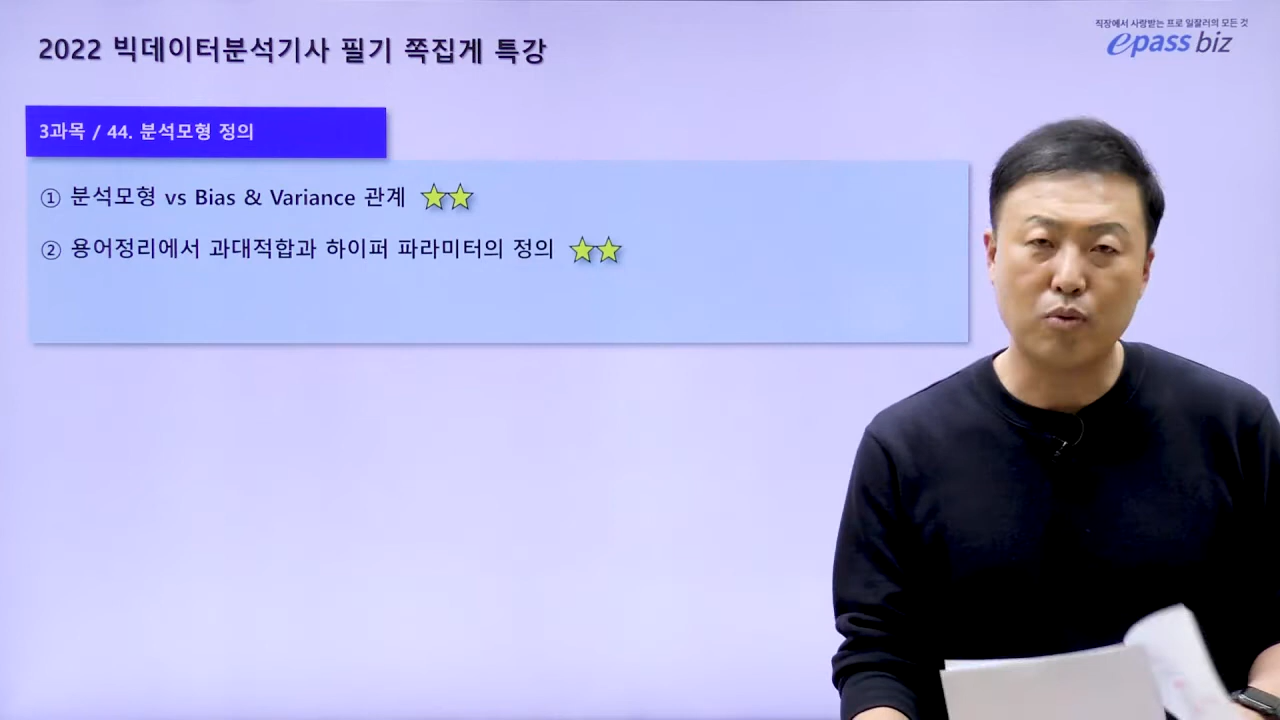 2022 빅데이터분석기사 필기 쪽집게 특강
직장에서 사랑받는 프로 일잘러의 모든 것
epass biz
3과목 / 44. 분석모형 정의
① 분석모형 vs Bias & Variance 관계 ★★
② 용어정리에서 과대적합과 하이퍼 파라미터의 정의 ★★